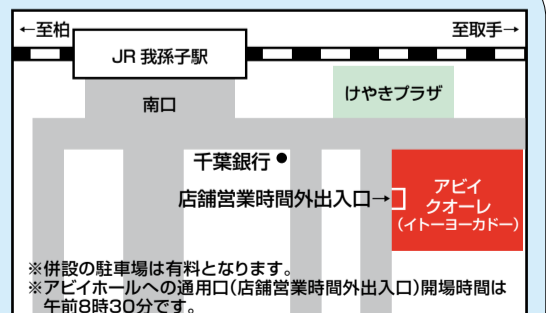 ←至柏
至取手→
JR 我孫子駅
南口
けやきプラザ
千葉銀行●
店舗営業時間外出入口→
アビイ
クオーレ
(イトーヨーカドー)
※併設の駐車場は有料となります。
※アビイホールへの通用口(店舗営業時間外出入口)開場時間は
午前8時30分です。